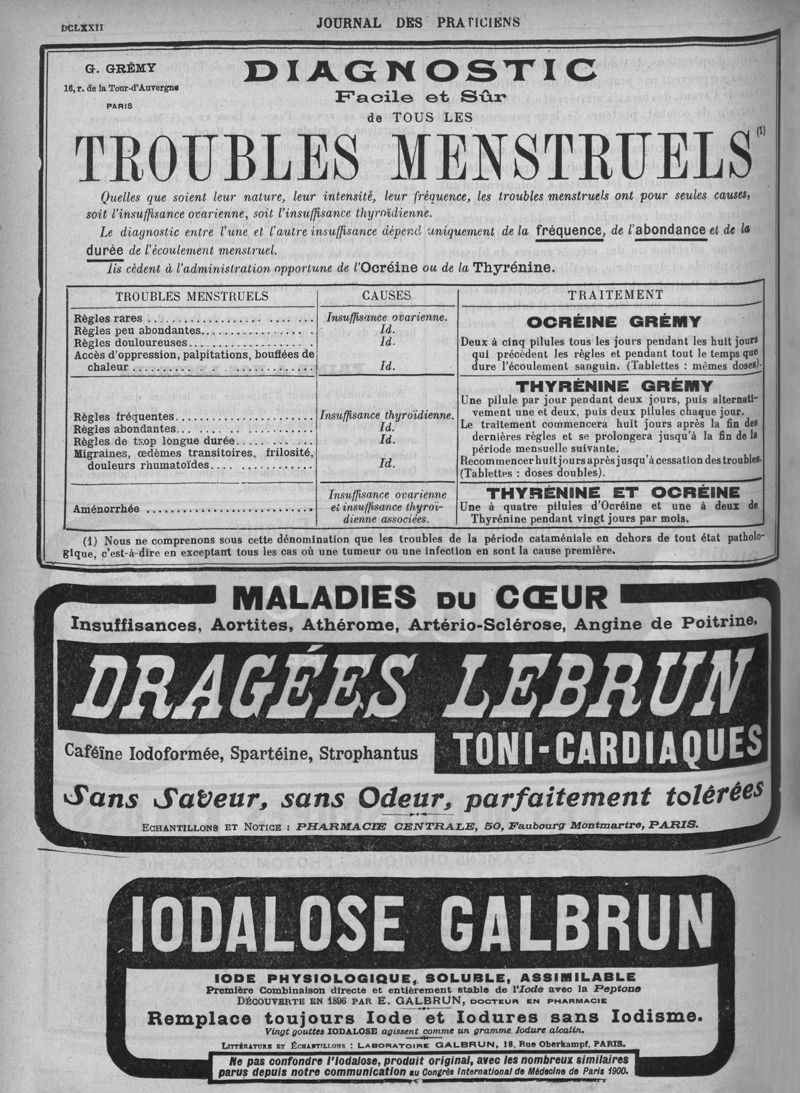 DCLXXII
JOURNAL DES PRATICIENS
G. GRÉMY
16, r. de la Tour-d'Auvergne
PARIS
DIAGNOSTIC
Facile et Sûr
de TOUS LES
TROUBLES MENSTRUELS (1)
Quelles que soient leur nature, leur intensité, leur fréquence, les troubles menstruels ont pour seules causes,
soit l'insuffisance ovarienne, soit l'insuffisance thyroïdienne.
Le diagnostic entre l'une et l'autre insuffisance dépend uniquement de la fréquence, de l'abondance et de la
durée de l'écoulement menstruel.
Ils cèdent à l'administration opportune de l'Ocréine ou de la Thyrénine.
TROUBLES MENSTRUELS
CAUSES
TRAITEMENT
Règles rares
Insuffisance ovarienne.
Règles peu abondantes
Id.
Règles douloureuses
Id.
Accès d'oppression, palpitations, bouffées de
chaleur
Id.
OCRÉINE GRÉMY
Deux à cinq pilules tous les jours pendant les huit jours
qui précèdent les règles et pendant tout le temps que
dure l'écoulement sanguin. (Tablettes : mêmes doses).
Règles fréquentes
Insuffisance thyroïdienne.
Règles abondantes
Id.
Règles de trop longue durée
Id.
Migraines, œdèmes transitoires, frilosité,
douleurs rhumatoïdes
Id.
THYRÉNINE GRÉMY
Une pilule par jour pendant deux jours, puis alternati-
vement une et deux, puis deux pilules chaque jour.
Le traitement commencera huit jours après la fin des
dernières règles et se prolongera jusqu'à la fin de la
période mensuelle suivante.
Recommencer huit jours après jusqu'à cessation des troubles.
(Tablettes : doses doubles).
Aménorrhée
Insuffisance ovarienne
et insuffisance thyroï-
dienne associées.
THYRÉNINE ET OCRÉINE
Une à quatre pilules d'Ocréine et une à deux de
Thyrénine pendant vingt jours par mois.
(1) Nous ne comprenons sous cette dénomination que les troubles de la période cataméniale en dehors de tout état patholo-
gique, c'est-à-dire en exceptant tous les cas où une tumeur ou une infection en sont la cause première.
MALADIES DU CŒUR
Insuffisances, Aortites, Athérome, Artério-Sclérose, Angine de Poitrine.
DRAGÉES LEBRUN
Caféïne Iodoformée, Spartéine, Strophantus
TONI-CARDIAQUES
Sans Saveur, sans Odeur, parfaitement tolérées
ECHANTILLONS ET NOTICE : PHARMACIE CENTRALE, 50, Faubourg Montmartre, PARIS.
IODALOSE GALBRUN
IODE PHYSIOLOGIQUE, SOLUBLE, ASSIMILABLE
Première Combinaison directe et entièrement stable de l'Iode avec la Peptone
DÉCOUVERTE EN 1896 PAR E. GALBRUN, DOCTEUR EN PHARMACIE
Remplace toujours Iode et Iodures sans Iodisme.
Vingt gouttes IODALOSE agissent comme un gramme Iodure alcalin.
LITTÉRATURE ET ÉCHANTILLONS : LABORATOIRE GALBRUN, 18, Rue Oberkampf, PARIS.
Ne pas confondre l'Iodalose, produit original, avec les nombreux similaires
parus depuis notre communication au Congrès International de Médecine de Paris 1900.